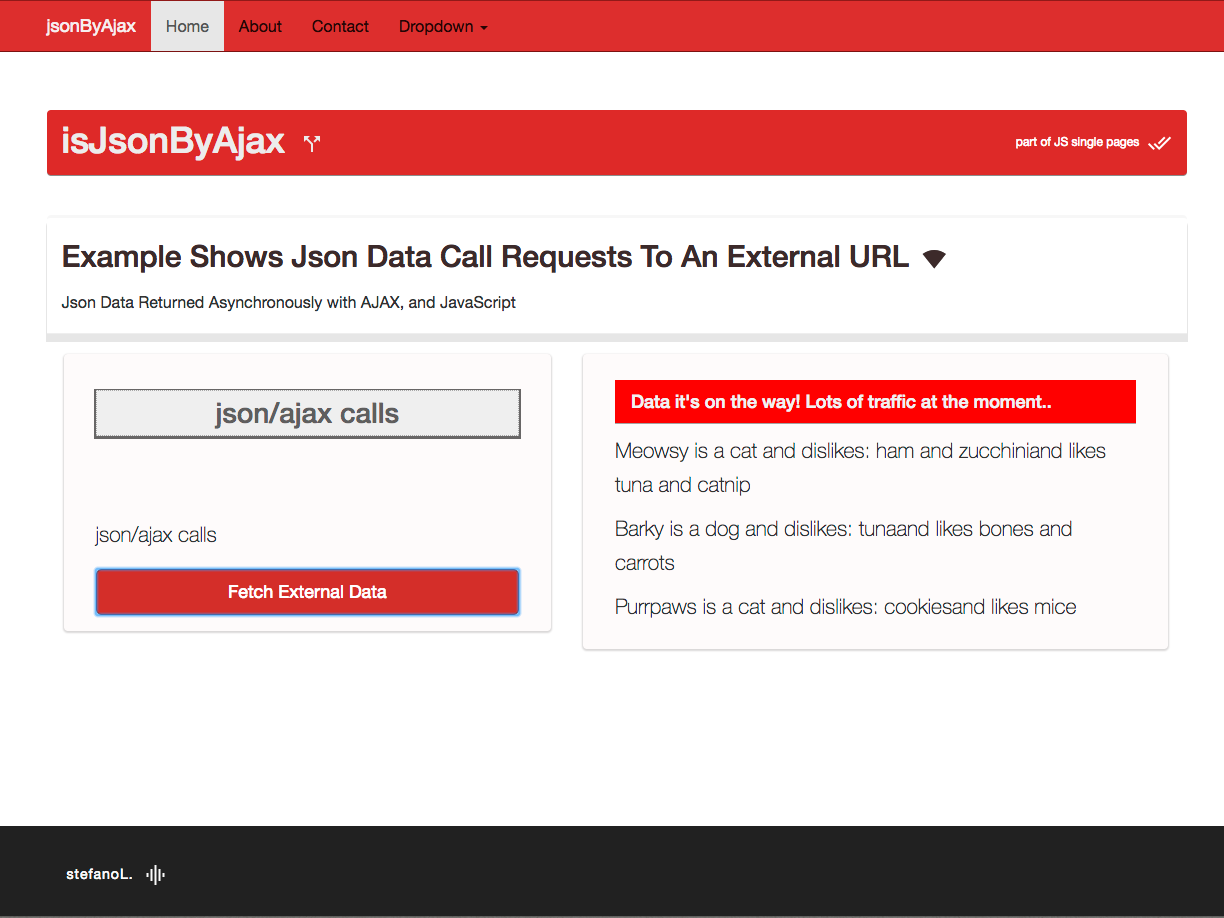 jsonByAjax Home About Contact Dropdown
isJsonByAjax
part of JS single pages
Example Shows Json Data Call Requests To An External URL
Json Data Returned Asynchronously with AJAX, and JavaScript
json/ajax calls
json/ajax calls
Fetch External Data
Data it's on the way! Lots of traffic at the moment..
Meowsy is a cat and dislikes: ham and zucchiniand likes
tuna and catnip
Barky is a dog and dislikes: tunaand likes bones and
carrots
Purrpaws is a cat and dislikes: cookiesand likes mice
stefanoL.